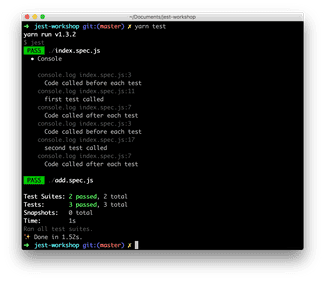 ~/Documents/jest-workshop
➜ jest-workshop git:(master) ✗ yarn test
yarn run v1.3.2
$ jest
PASS ./index.spec.js
● Console
console.log index.spec.js:3
Code called before each test
console.log index.spec.js:11
first test called
console.log index.spec.js:7
Code called after each test
console.log index.spec.js:3
Code called before each test
console.log index.spec.js:17
second test called
console.log index.spec.js:7
Code called after each test
PASS ./add.spec.js
Test Suites: 2 passed, 2 total
Tests: 3 passed, 3 total
Snapshots: 0 total
Time: 1s
Ran all test suites.
✨ Done in 1.52s.
➜ jest-workshop git:(master) ✗